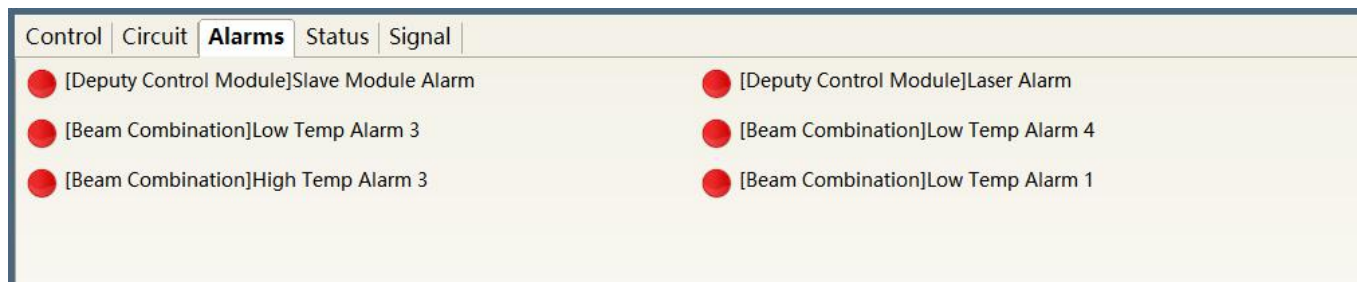 Control Circuit Alarms Status Signal
[Deputy Control Module]Slave Module Alarm [Deputy Control Module]Laser Alarm
[Beam Combination]Low Temp Alarm 3 [Beam Combination]Low Temp Alarm 4
[Beam Combination]High Temp Alarm 3 [Beam Combination]Low Temp Alarm 1